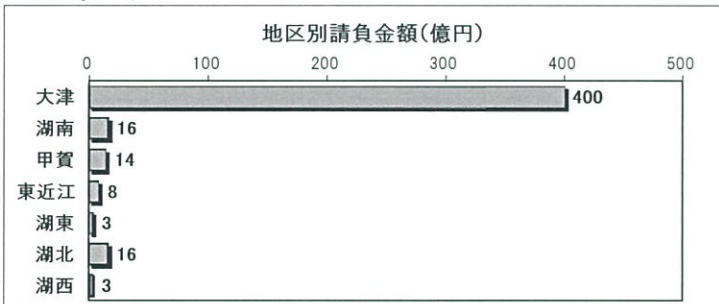 地区別請負金額(億円)
0 100 200 300 400 500
大津 400
湖南 16
甲賀 14
東近江 8
湖東 3
湖北 16
湖西 3